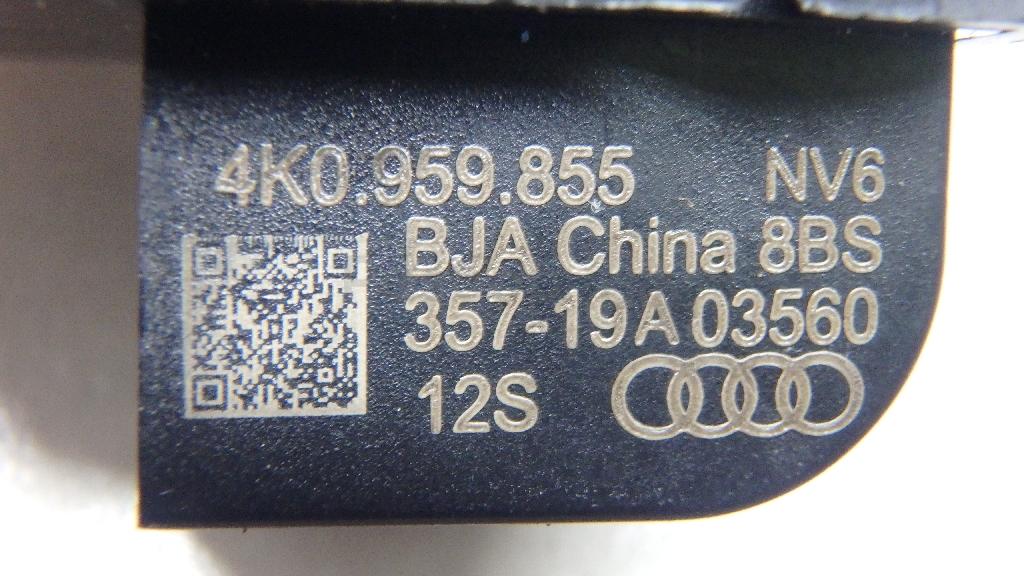 4K0.959.855 NV6
BJA China 8BS
357-19A 03560
12S